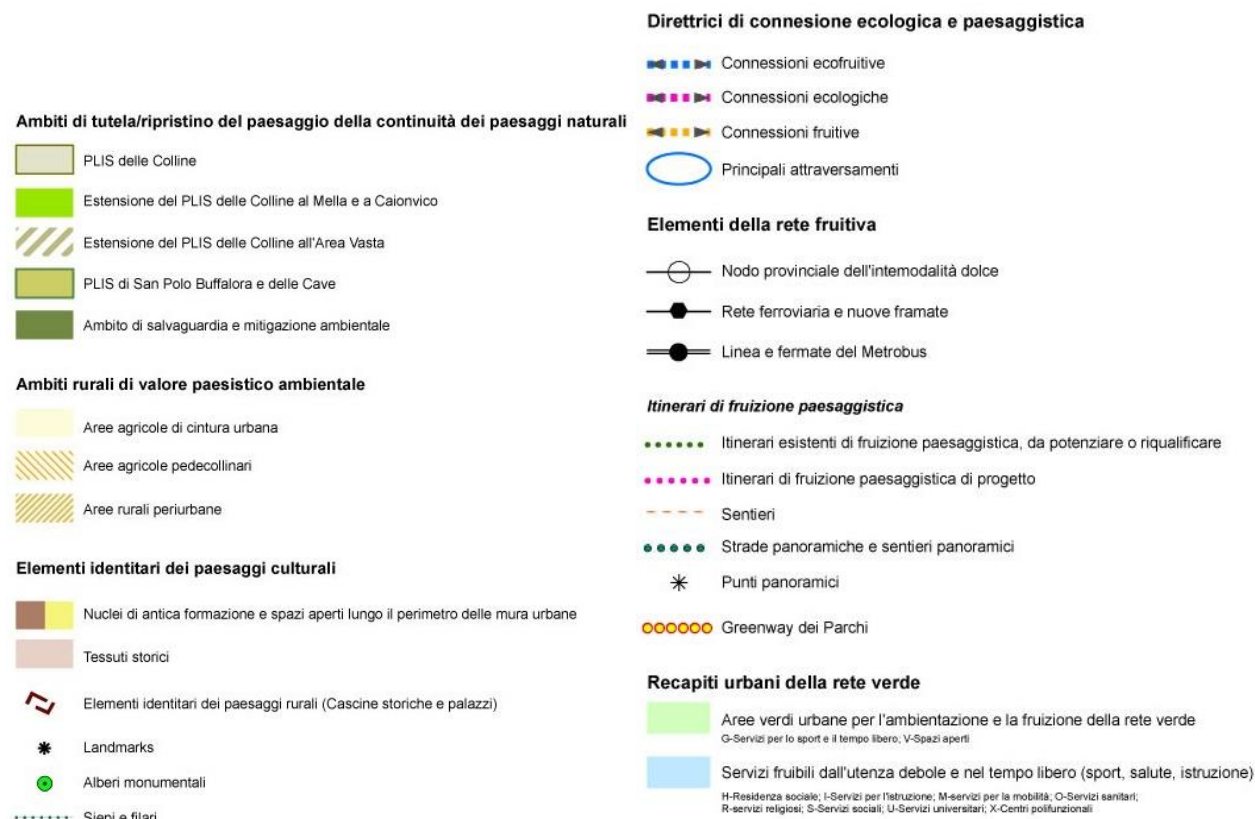 Ambiti di tutela/ripristino del paesaggio della continuità dei paesaggi naturali
PLIS delle Colline
Estensione del PLIS delle Colline al Mella e a Caionvico
Estensione del PLIS delle Colline all'Area Vasta
PLIS di San Polo Buffalora e delle Cave
Ambito di salvaguardia e mitigazione ambientale
Ambiti rurali di valore paesistico ambientale
Aree agricole di cintura urbana
Aree agricole pedecollinari
Aree rurali periurbane
Elementi identitari dei paesaggi culturali
Nuclei di antica formazione e spazi aperti lungo il perimetro delle mura urbane
Tessuti storici
Elementi identitari dei paesaggi rurali (Cascine storiche e palazzi)
Landmarks
Alberi monumentali
Siepi e filari
Direttrici di connesione ecologica e paesaggistica
Connessioni ecofruitive
Connessioni ecologiche
Connessioni fruitive
Principali attraversamenti
Elementi della rete fruitiva
Nodo provinciale dell'intemodalità dolce
Rete ferroviaria e nuove framate
Linea e fermate del Metrobus
Itinerari di fruizione paesaggistica
Itinerari esistenti di fruizione paesaggistica, da potenziare o riqualificare
Itinerari di fruizione paesaggistica di progetto
Sentieri
Strade panoramiche e sentieri panoramici
Punti panoramici
Greenway dei Parchi
Recapiti urbani della rete verde
Aree verdi urbane per l'ambientazione e la fruizione della rete verde
G-Servizi per lo sport e il tempo libero; V-Spazi aperti
Servizi fruibili dall'utenza debole e nel tempo libero (sport, salute, istruzione)
H-Residenza sociale; I-Servizi per l'istruzione; M-servizi per la mobilità; O-Servizi sanitari;
R-servizi religiosi; S-Servizi sociali; U-Servizi universitari; X-Centri polifunzionali